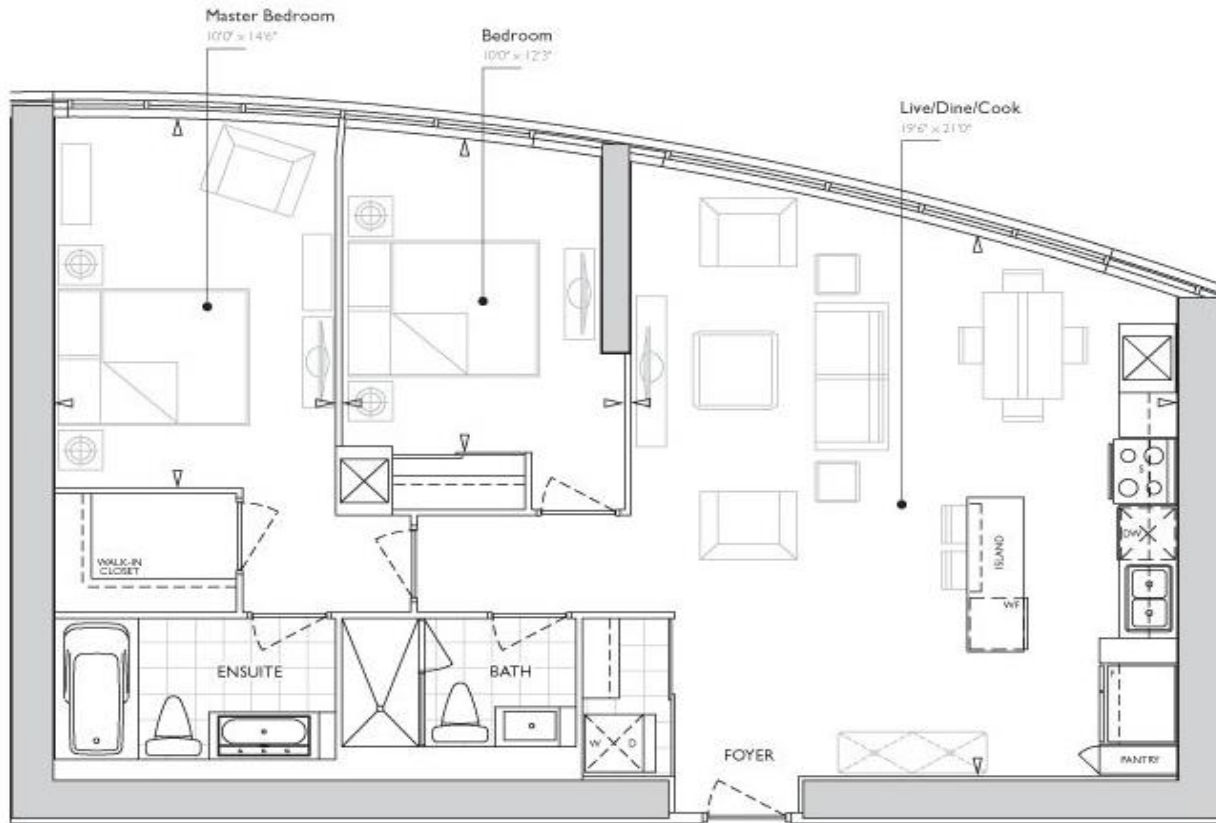 Master Bedroom
10'0" x 14'6"
Bedroom
10'0" x 12'3"
Live/Dine/Cook
19'6" x 21'0"
S
DW
ISLAND
WF
WALK-IN
CLOSET
ENSUITE
BATH
W D
F
FOYER
PANTRY